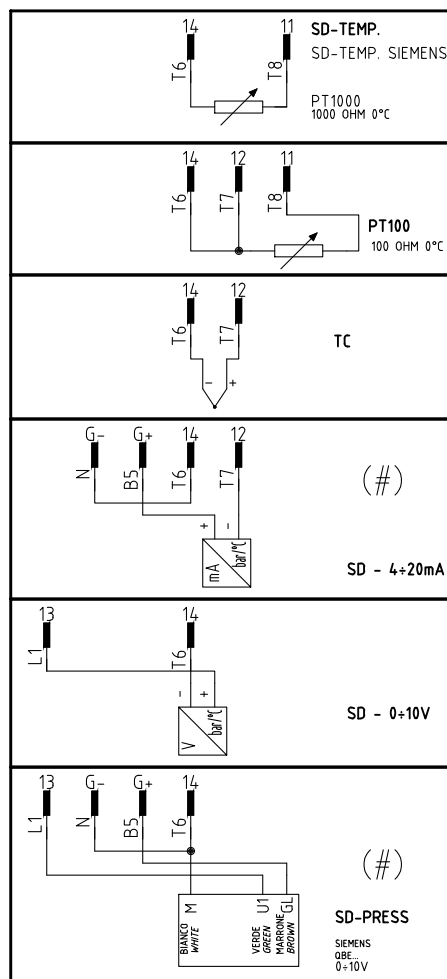 14 11 SD-TEMP.
SD-TEMP. SIEMENS
T6 T8
PT1000
1000 OHM 0°C
14 12 11
T6 T7 T8
PT100
100 OHM 0°C
14 12
T6 T7
TC
- +
G- G+ 14 12
N B5 T6 T7
(#)
+ -
mA bar/°C
SD - 4÷20mA
13 14
L1 T6
- +
V bar/°C
SD - 0÷10V
13 G- G+ 14
L1 N B5 T6
(#)
M U1 GL
BIANCO VERDE MARRONE
WHITE GREEN BROWN
SD-PRESS
SIEMENS
QBE...
0÷10V